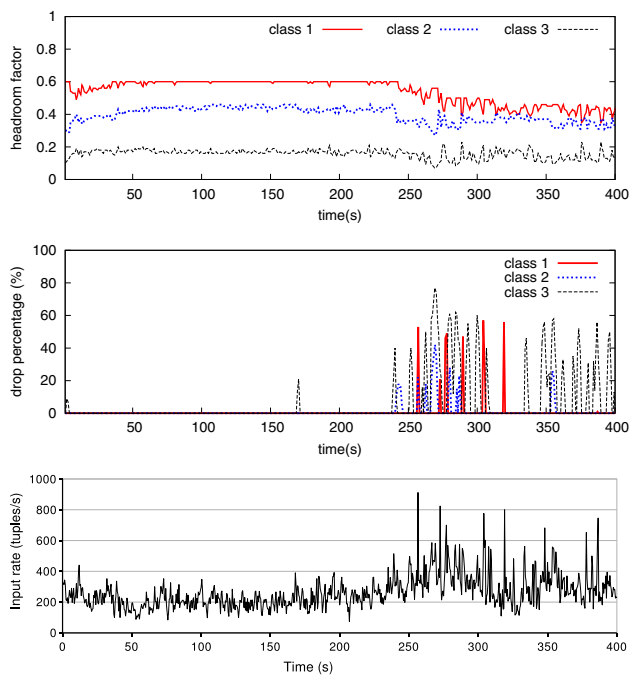 1
0.8
0.6
0.4
0.2
0
headroom factor
class 1 class 2 class 3
50 100 150 200 250 300 350 400
time(s)
100
80
60
40
20
0
drop percentage (%)
class 1
class 2
class 3
50 100 150 200 250 300 350 400
time(s)
1000
800
600
400
200
0
Input rate (tuples/s)
0 50 100 150 200 250 300 350 400
Time (s)